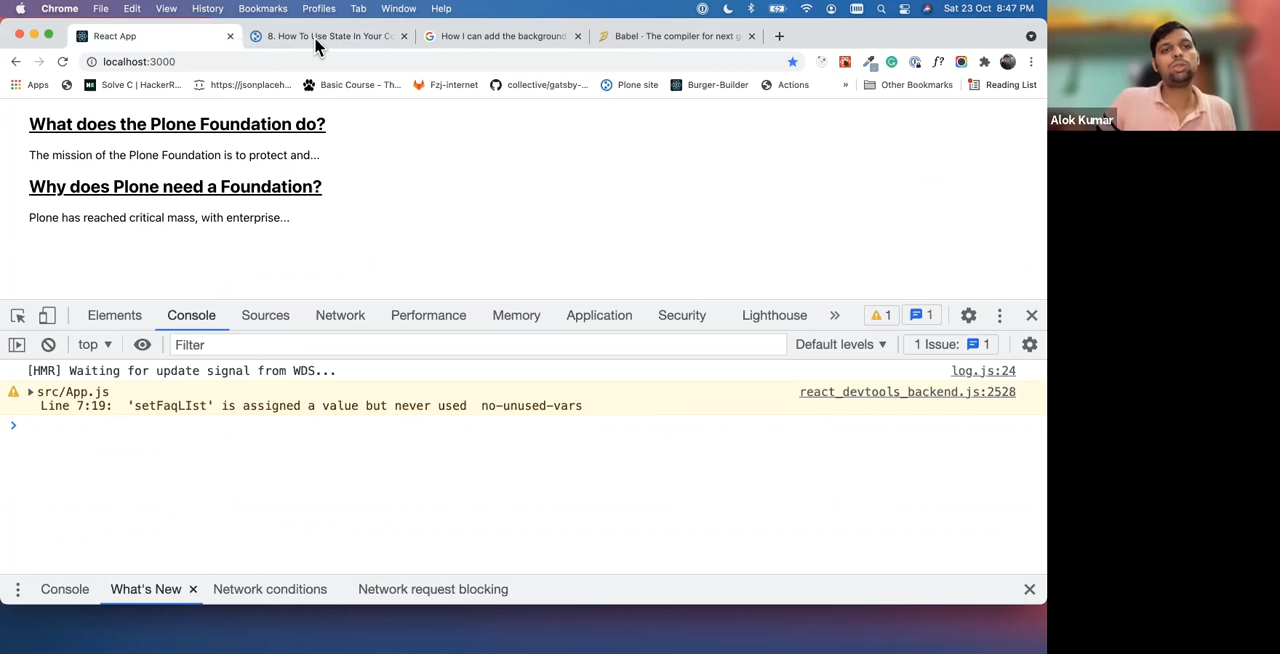 Chrome File Edit View History Bookmarks Profiles Tab Window Help Sat 23 Oct 8:47 PM
React App 8. How To Use State In Your Co How I can add the background Babel · The compiler for next g
localhost:3000
Apps Solve C | HackerR... https://jsonplaceh... Basic Course – Th... Fzj-internet collective/gatsby-... Plone site Burger-Builder Actions » Other Bookmarks Reading List
Alok Kumar
What does the Plone Foundation do?
The mission of the Plone Foundation is to protect and...
Why does Plone need a Foundation?
Plone has reached critical mass, with enterprise...
Elements Console Sources Network Performance Memory Application Security Lighthouse » 1 1
top Filter Default levels 1 Issue: 1
[HMR] Waiting for update signal from WDS... log.js:24
src/App.js react_devtools_backend.js:2528
Line 7:19: 'setFaqLIst' is assigned a value but never used no-unused-vars
Console What's New Network conditions Network request blocking